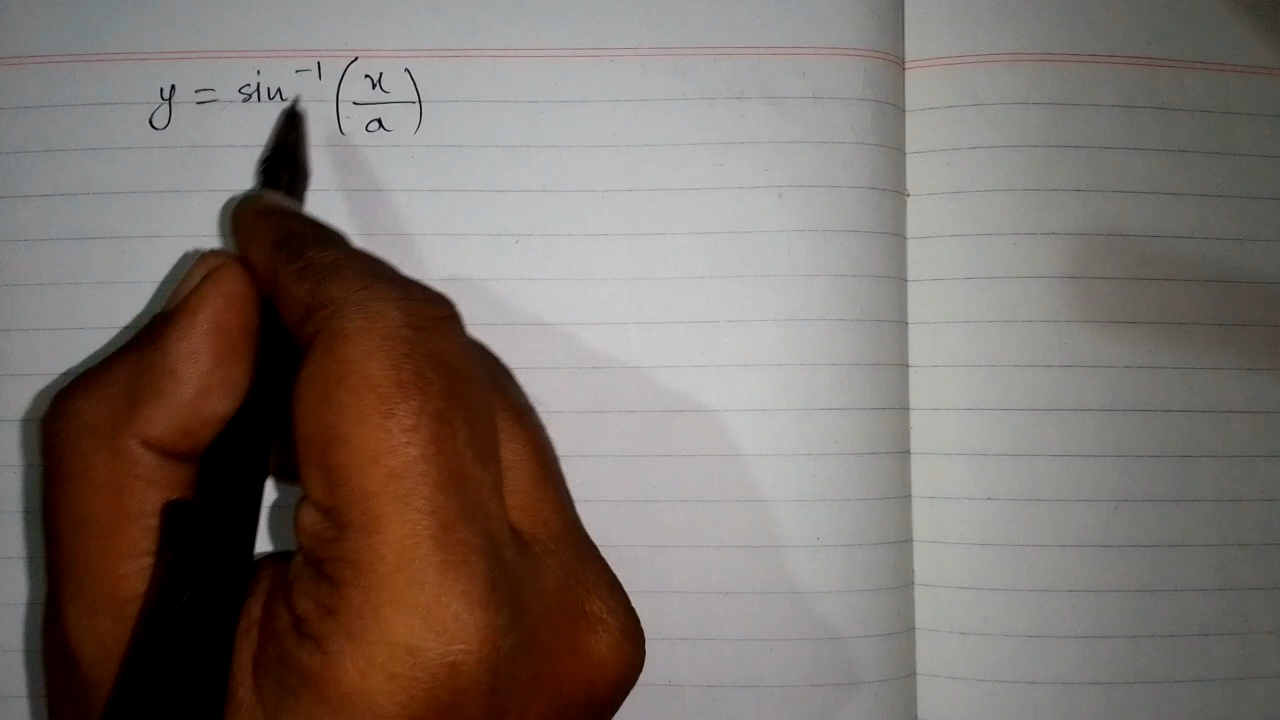 y = sin⁻¹ (x/a)